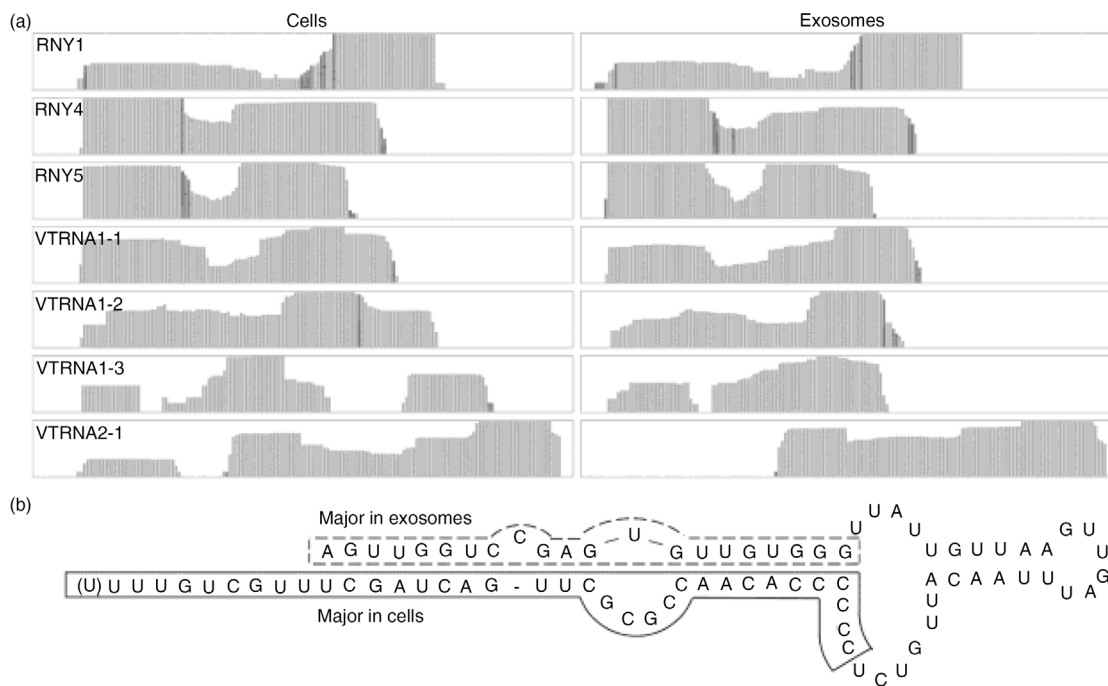 (a)
Cells
Exosomes
RNY1
RNY4
RNY5
VTRNA1-1
VTRNA1-2
VTRNA1-3
VTRNA2-1
(b)
Major in exosomes
A G U U G G U C C G A G U G U U G U G G G U U A U U G U U A A G U U G
(U) U U U G U C G U U U C G A U C A G - U U C G C G C C A A C A C C C C C C U C U G U U A C A A U U U A
Major in cells